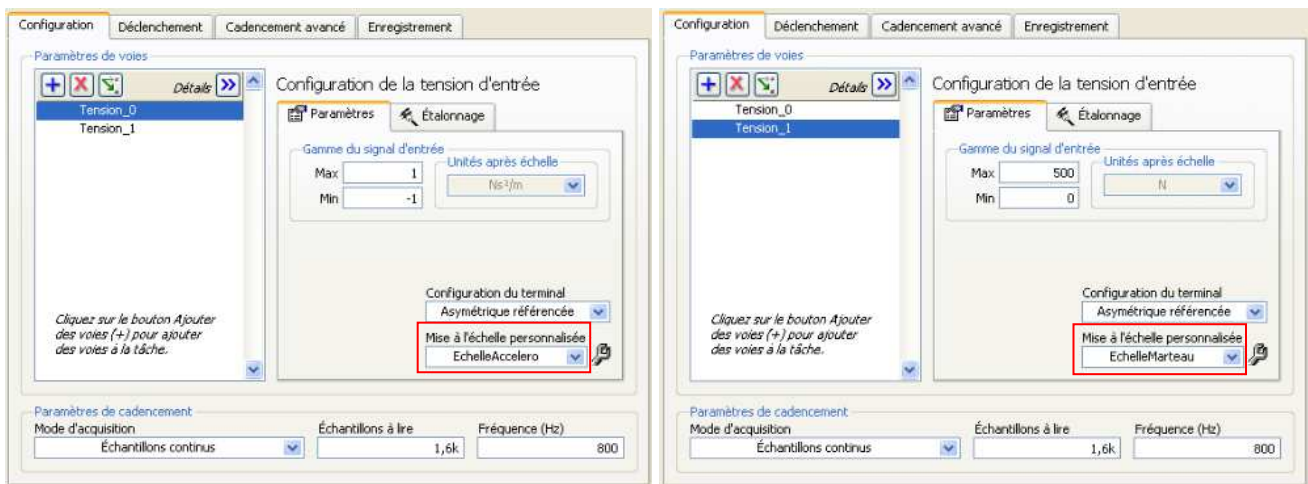 Configuration Déclenchement Cadencement avancé Enregistrement
Paramètres de voies
Détails
Tension_0
Tension_1
Cliquez sur le bouton Ajouter
des voies (+) pour ajouter
des voies à la tâche.
Configuration de la tension d'entrée
Paramètres Étalonnage
Gamme du signal d'entrée
Max 1
Min -1
Unités après échelle
Ns²/m
Configuration du terminal
Asymétrique référencée
Mise à l'échelle personnalisée
EchelleAccelero
Paramètres de cadencement
Mode d'acquisition Échantillons à lire Fréquence (Hz)
Échantillons continus 1,6k 800
Configuration Déclenchement Cadencement avancé Enregistrement
Paramètres de voies
Détails
Tension_0
Tension_1
Cliquez sur le bouton Ajouter
des voies (+) pour ajouter
des voies à la tâche.
Configuration de la tension d'entrée
Paramètres Étalonnage
Gamme du signal d'entrée
Max 500
Min 0
Unités après échelle
N
Configuration du terminal
Asymétrique référencée
Mise à l'échelle personnalisée
EchelleMarteau
Paramètres de cadencement
Mode d'acquisition Échantillons à lire Fréquence (Hz)
Échantillons continus 1,6k 800